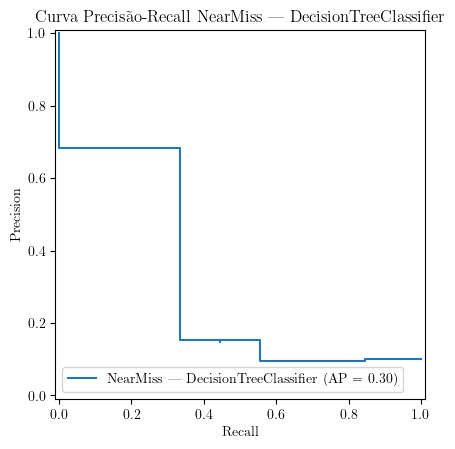 Curva Precisão-Recall NearMiss — DecisionTreeClassifier
1.0
0.8
0.6
0.4
0.2
0.0
Precision
NearMiss — DecisionTreeClassifier (AP = 0.30)
0.0 0.2 0.4 0.6 0.8 1.0
Recall